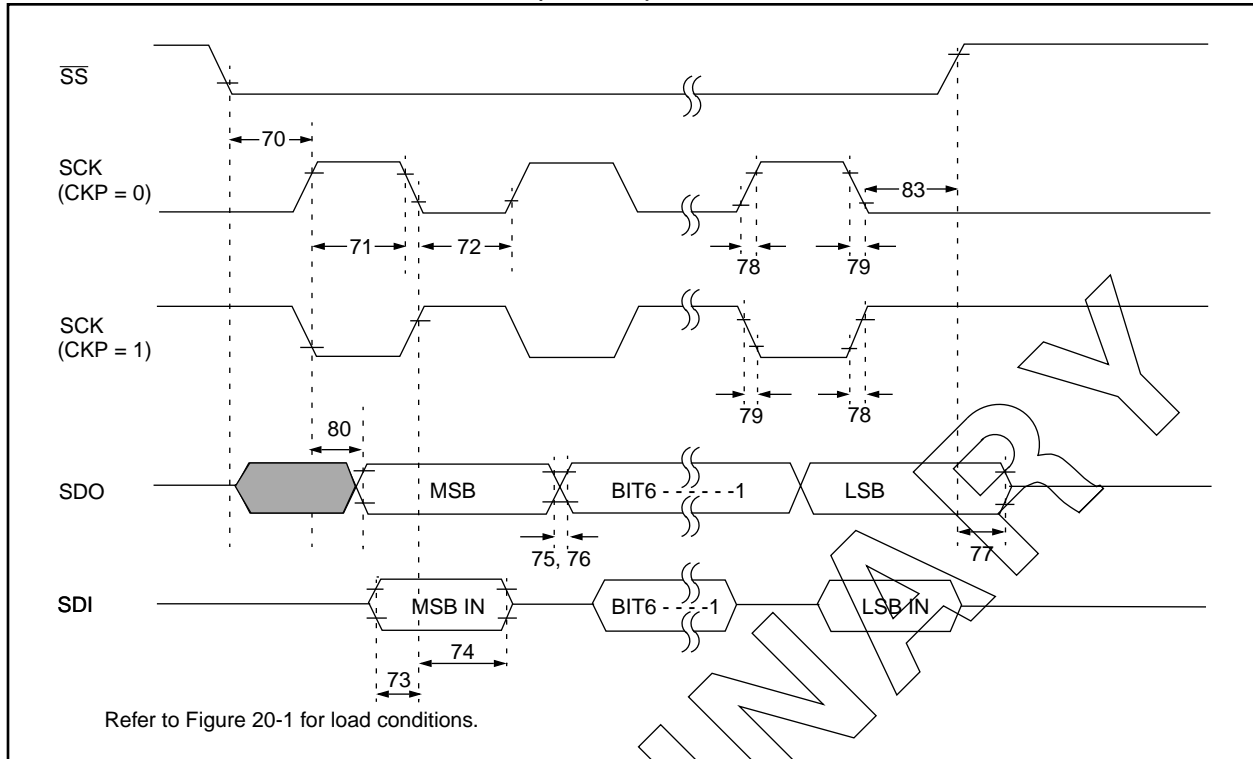 SS
70
SCK
(CKP = 0)
83
71
72
78
79
SCK
(CKP = 1)
79
78
80
SDO
MSB
BIT6 - - - - - -1
LSB
75, 76
77
SDI
MSB IN
BIT6 - - - -1
LSB IN
74
73
Refer to Figure 20-1 for load conditions.
INARY